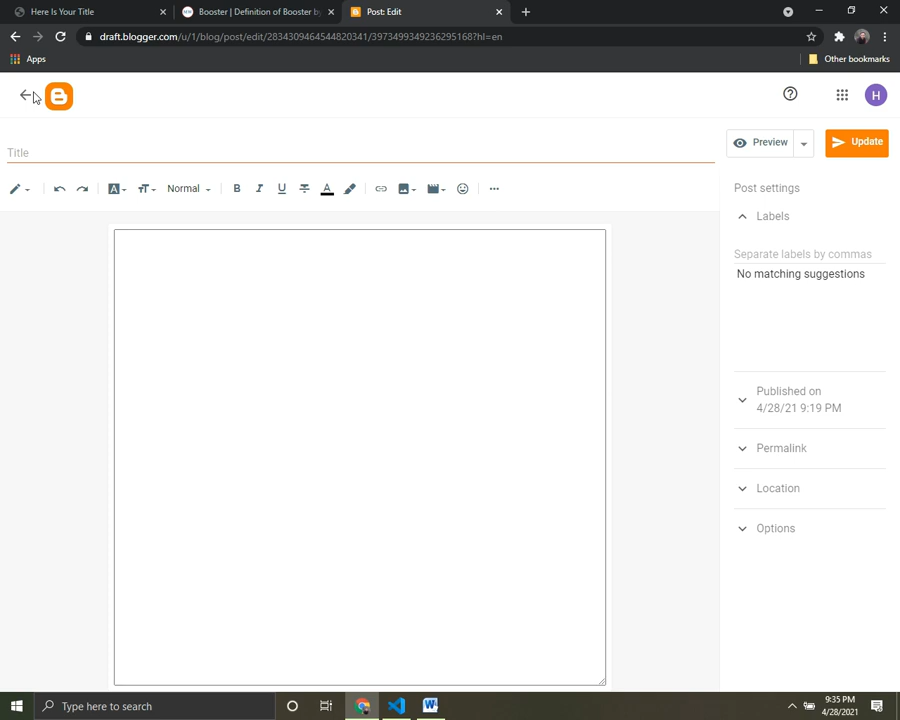 Here Is Your Title
Booster | Definition of Booster by
Post: Edit
draft.blogger.com/u/1/blog/post/edit/2834309464544820341/3973499349236295168?hl=en
Apps
Other bookmarks
H
Title
Preview
Update
Normal
B I U A
Post settings
Labels
Separate labels by commas
No matching suggestions
Published on
4/28/21 9:19 PM
Permalink
Location
Options
Type here to search
9:35 PM
4/28/2021